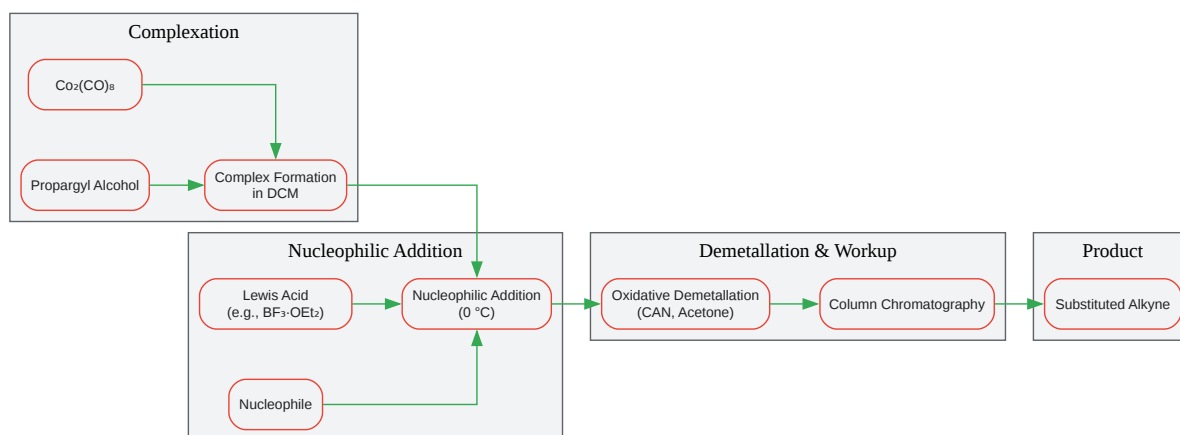 Complexation
Co₂(CO)₈
Propargyl Alcohol
Complex Formation
in DCM
Nucleophilic Addition
Lewis Acid
(e.g., BF₃·OEt₂)
Nucleophilic Addition
(0 °C)
Nucleophile
Demetallation & Workup
Oxidative Demetallation
(CAN, Acetone)
Column Chromatography
Product
Substituted Alkyne